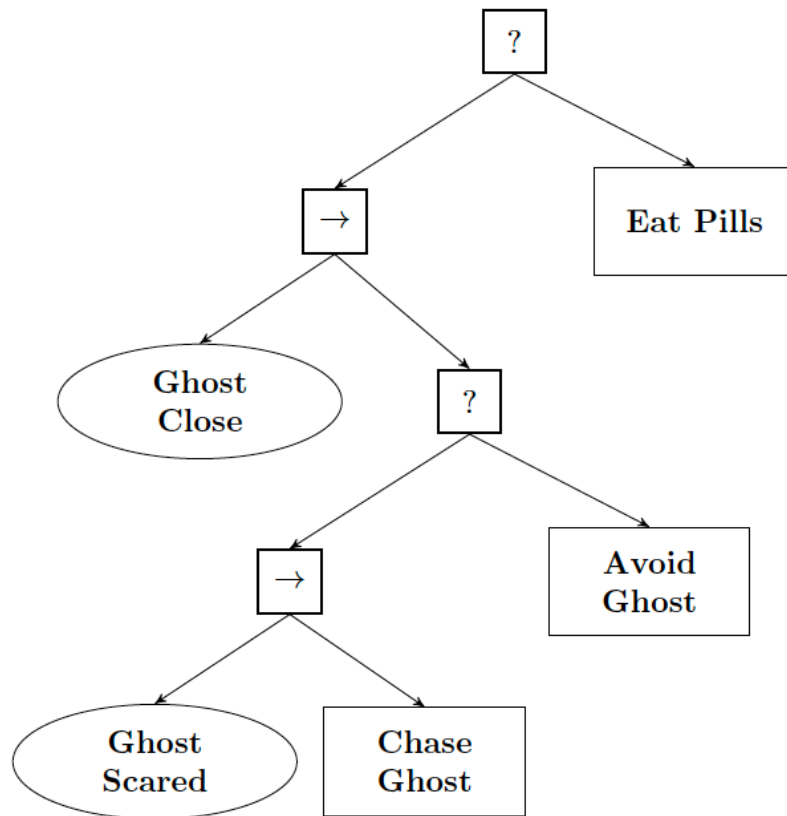 ?
→
Eat Pills
Ghost
Close
?
→
Avoid
Ghost
Ghost
Scared
Chase
Ghost